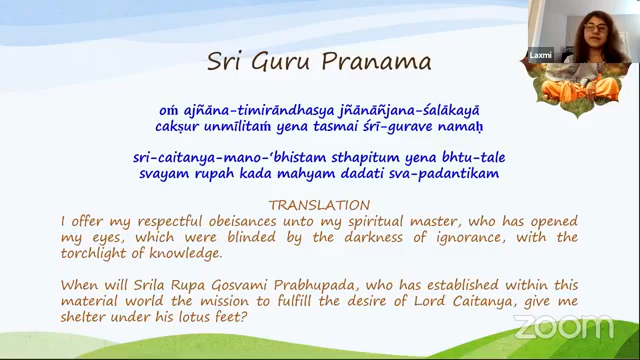 Sri Guru Pranama
Laxmi
oṁ ajñāna-timirāndhasya jñānāñjana-śalākayā
cakṣur unmīlitaṁ yena tasmai śrī-gurave namaḥ
sri-caitanya-mano-‘bhistam sthapitum yena bhtu-tale
svayam rupah kada mahyam dadati sva-padantikam
TRANSLATION
I offer my respectful obeisances unto my spiritual master, who has opened
my eyes, which were blinded by the darkness of ignorance, with the
torchlight of knowledge.
When will Srila Rupa Gosvami Prabhupada, who has established within this
material world the mission to fulfill the desire of Lord Caitanya, give me
shelter under his lotus feet?
zoom